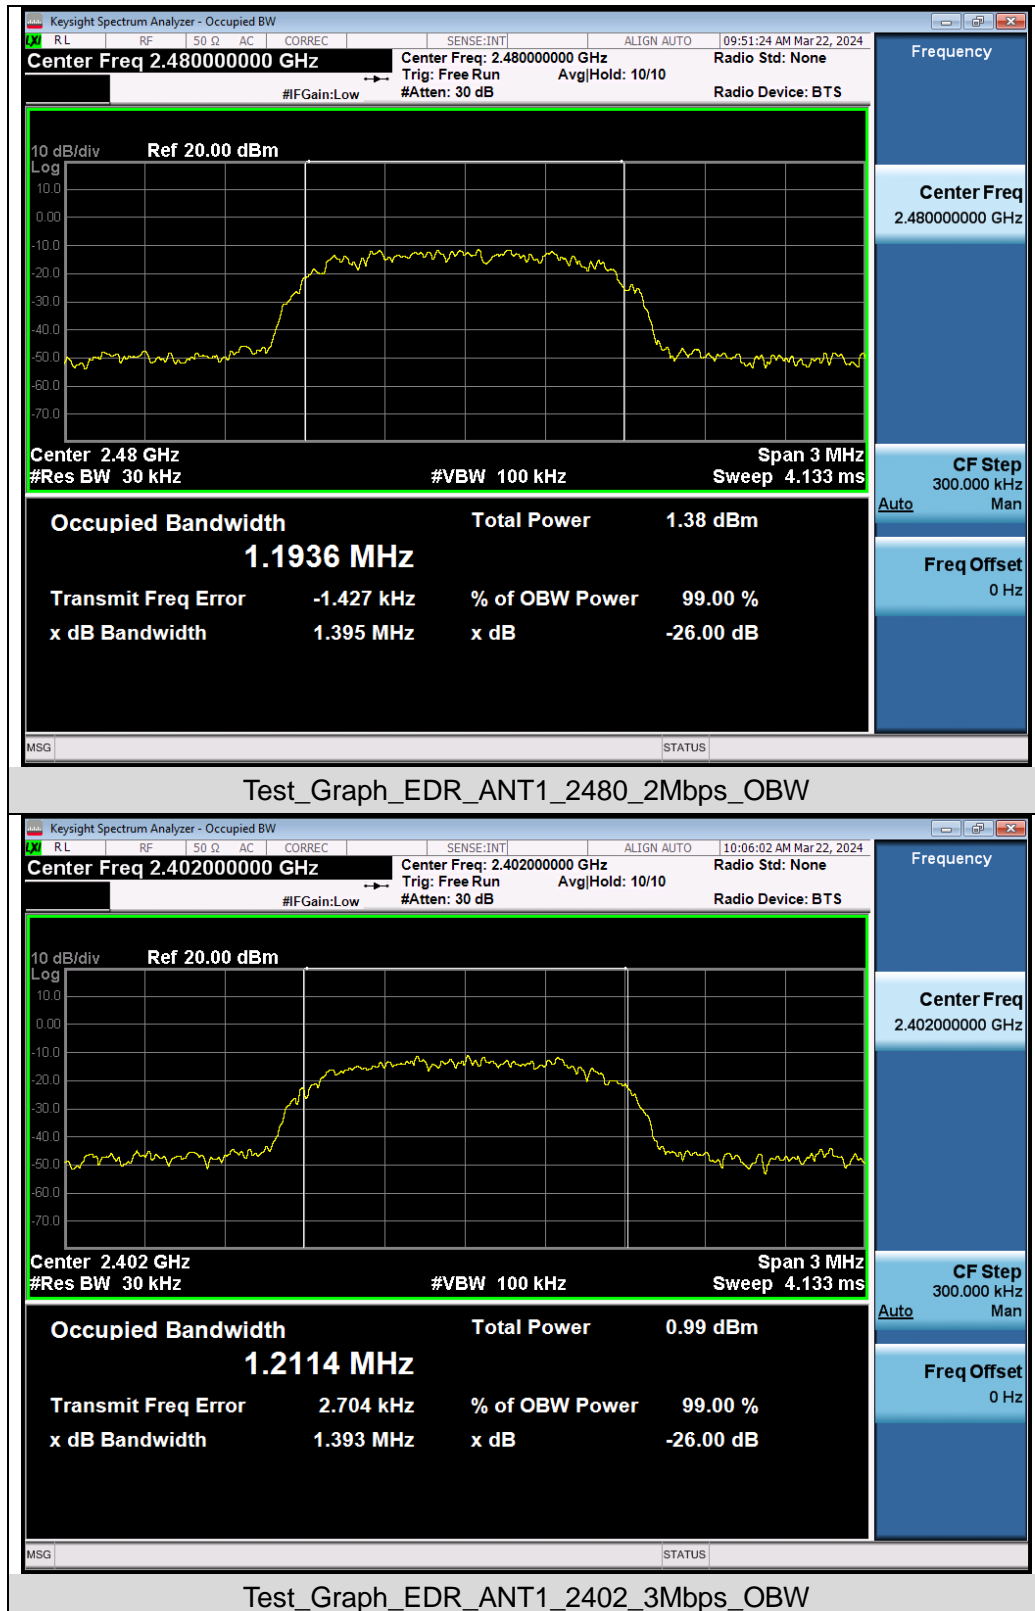 Keysight Spectrum Analyzer - Occupied BW
LXI RL RF 50 Ω AC CORREC SENSE:INT ALIGN AUTO 09:51:24 AM Mar 22, 2024
Center Freq 2.480000000 GHz
Center Freq: 2.480000000 GHz Radio Std: None
Trig: Free Run Avg|Hold: 10/10
#IFGain:Low #Atten: 30 dB Radio Device: BTS
Frequency
10 dB/div Ref 20.00 dBm
Log
10.0
0.00
-10.0
-20.0
-30.0
-40.0
-50.0
-60.0
-70.0
Center 2.48 GHz Span 3 MHz
#Res BW 30 kHz #VBW 100 kHz Sweep 4.133 ms
Center Freq
2.480000000 GHz
CF Step
300.000 kHz
Auto Man
Freq Offset
0 Hz
Occupied Bandwidth Total Power 1.38 dBm
1.1936 MHz
Transmit Freq Error -1.427 kHz % of OBW Power 99.00 %
x dB Bandwidth 1.395 MHz x dB -26.00 dB
MSG STATUS
Test_Graph_EDR_ANT1_2480_2Mbps_OBW
Keysight Spectrum Analyzer - Occupied BW
LXI RL RF 50 Ω AC CORREC SENSE:INT ALIGN AUTO 10:06:02 AM Mar 22, 2024
Center Freq 2.402000000 GHz
Center Freq: 2.402000000 GHz Radio Std: None
Trig: Free Run Avg|Hold: 10/10
#IFGain:Low #Atten: 30 dB Radio Device: BTS
Frequency
10 dB/div Ref 20.00 dBm
Log
10.0
0.00
-10.0
-20.0
-30.0
-40.0
-50.0
-60.0
-70.0
Center 2.402 GHz Span 3 MHz
#Res BW 30 kHz #VBW 100 kHz Sweep 4.133 ms
Center Freq
2.402000000 GHz
CF Step
300.000 kHz
Auto Man
Freq Offset
0 Hz
Occupied Bandwidth Total Power 0.99 dBm
1.2114 MHz
Transmit Freq Error 2.704 kHz % of OBW Power 99.00 %
x dB Bandwidth 1.393 MHz x dB -26.00 dB
MSG STATUS
Test_Graph_EDR_ANT1_2402_3Mbps_OBW